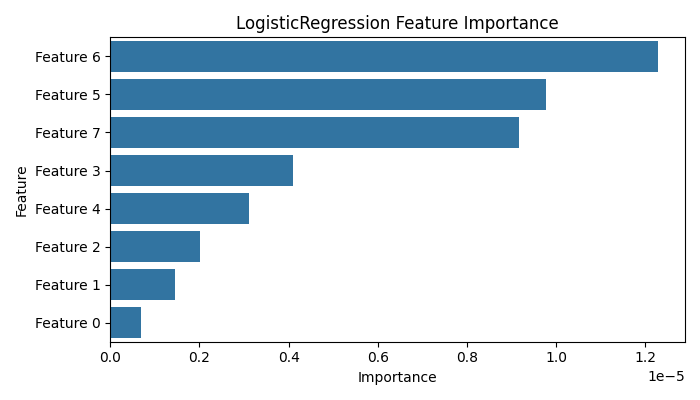 LogisticRegression Feature Importance
Feature 6
Feature 5
Feature 7
Feature 3
Feature 4
Feature 2
Feature 1
Feature 0
Feature
0.0 0.2 0.4 0.6 0.8 1.0 1.2
1e−5
Importance